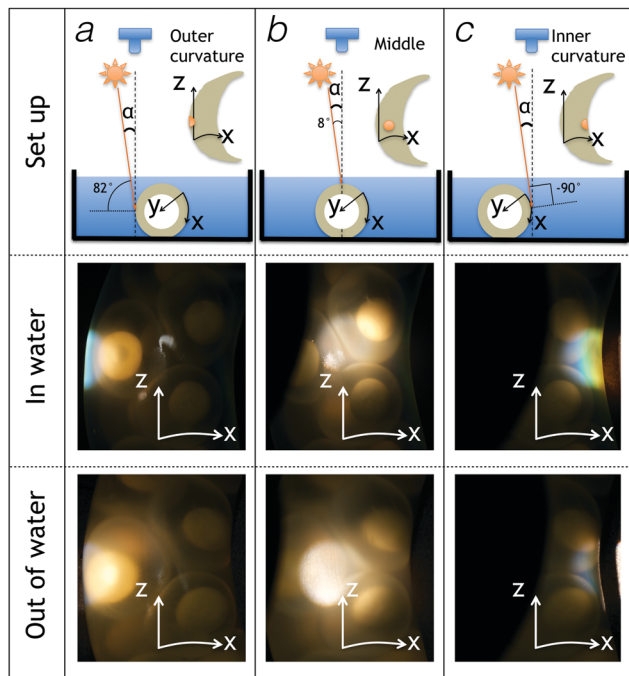 a
Outer
curvature
b
Middle
c
Inner
curvature
Set up
α
z
x
82°
y
x
α
8°
z
x
y
x
α
z
x
-90°
y
x
In water
z
x
z
x
z
x
Out of water
z
x
z
x
z
x